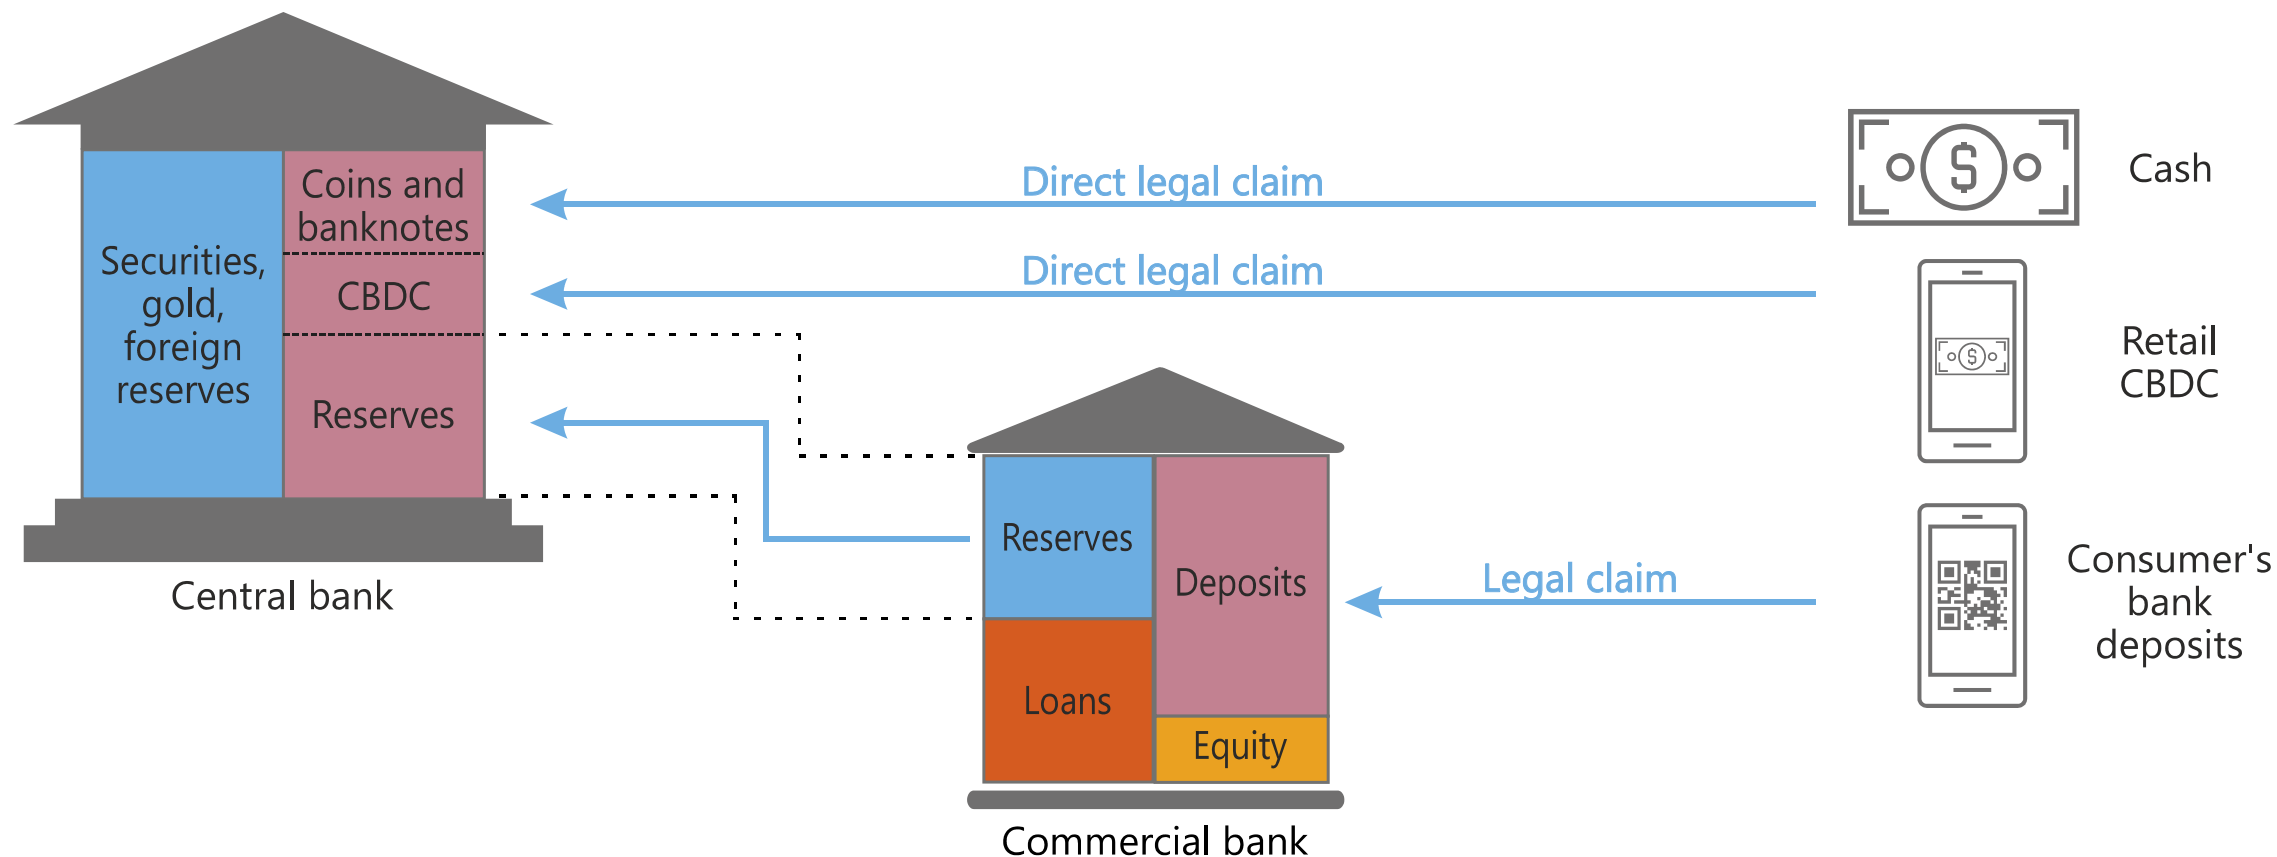 Coins and
banknotes
Securities,
gold,
foreign
reserves
CBDC
Reserves
Central bank
Direct legal claim
Direct legal claim
Cash
Retail
CBDC
Reserves
Deposits
Loans
Equity
Commercial bank
Legal claim
Consumer's
bank
deposits
$
$